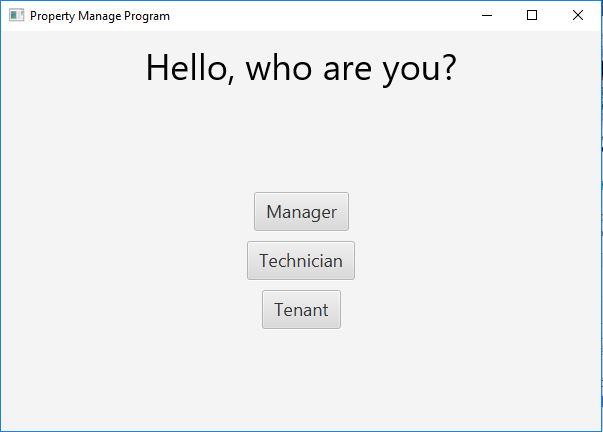 Property Manage Program
Hello, who are you?
Manager
Technician
Tenant